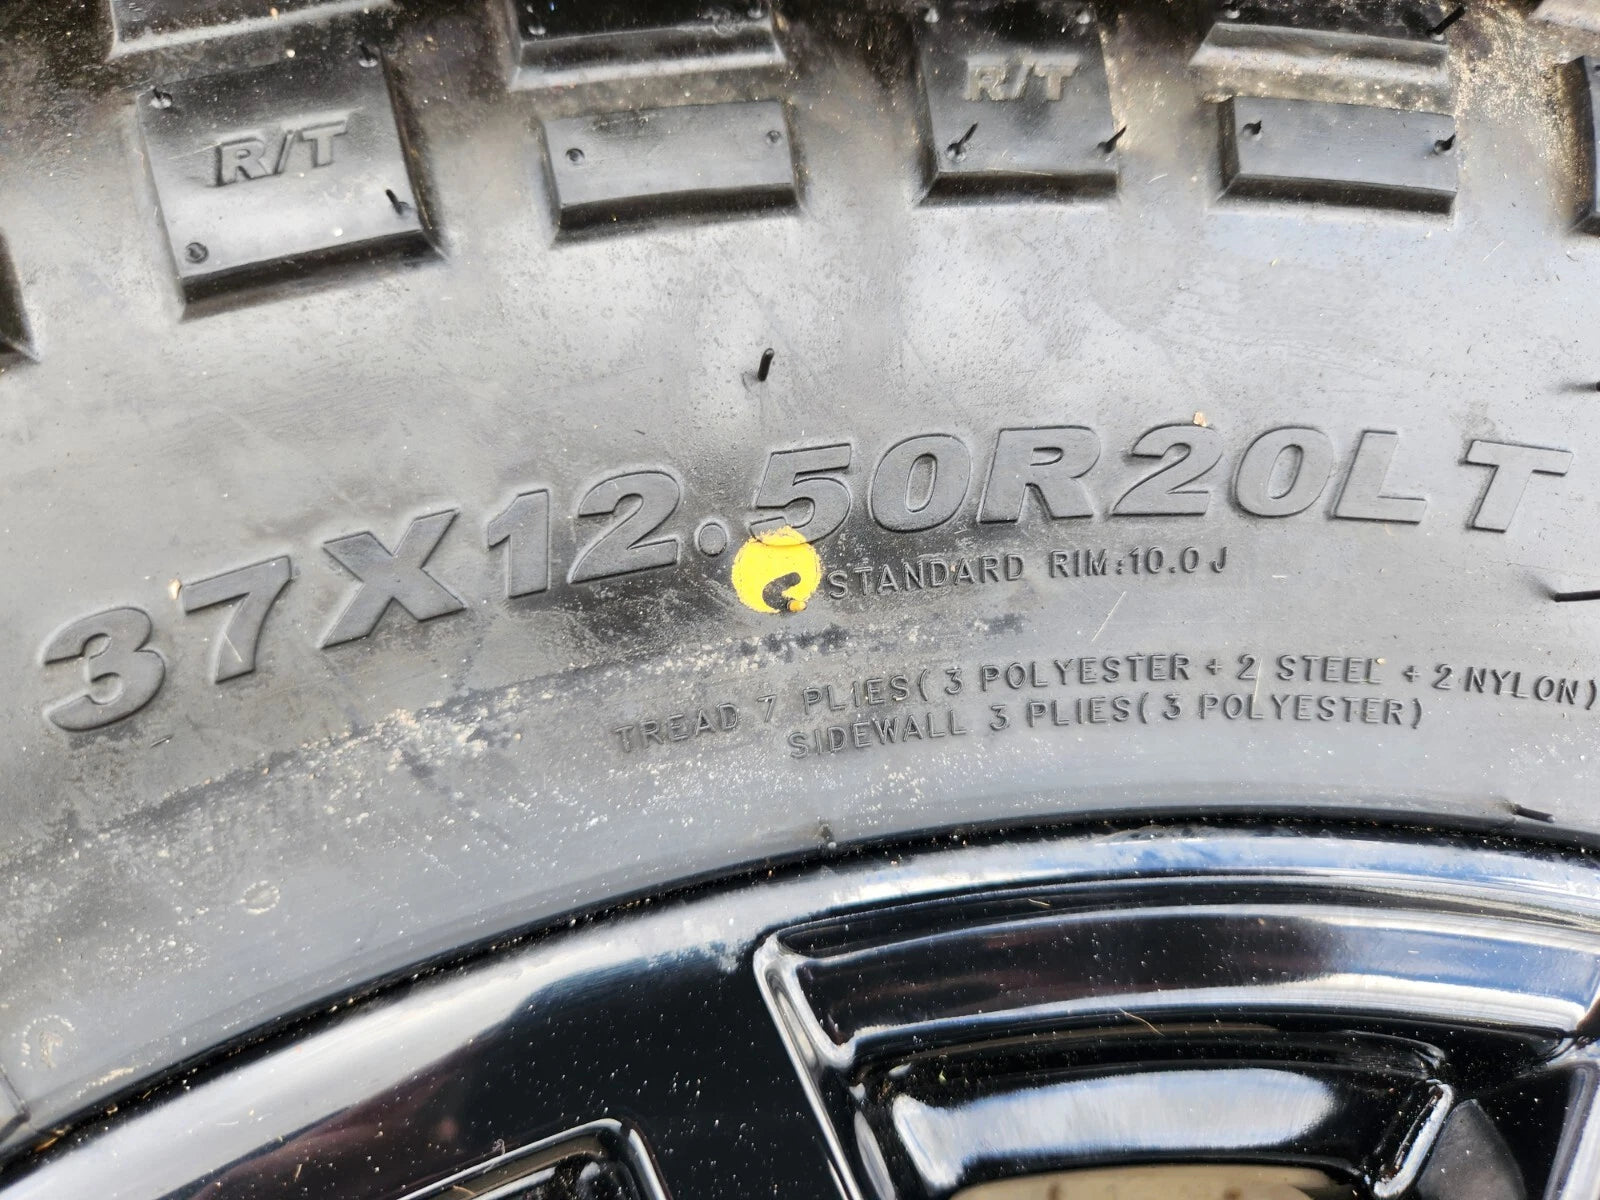 R/T
R/T
37X12.50R20LT
STANDARD RIM:10.0J
TREAD 7 PLIES(3 POLYESTER + 2 STEEL + 2 NYLON)
SIDEWALL 3 PLIES(3 POLYESTER)